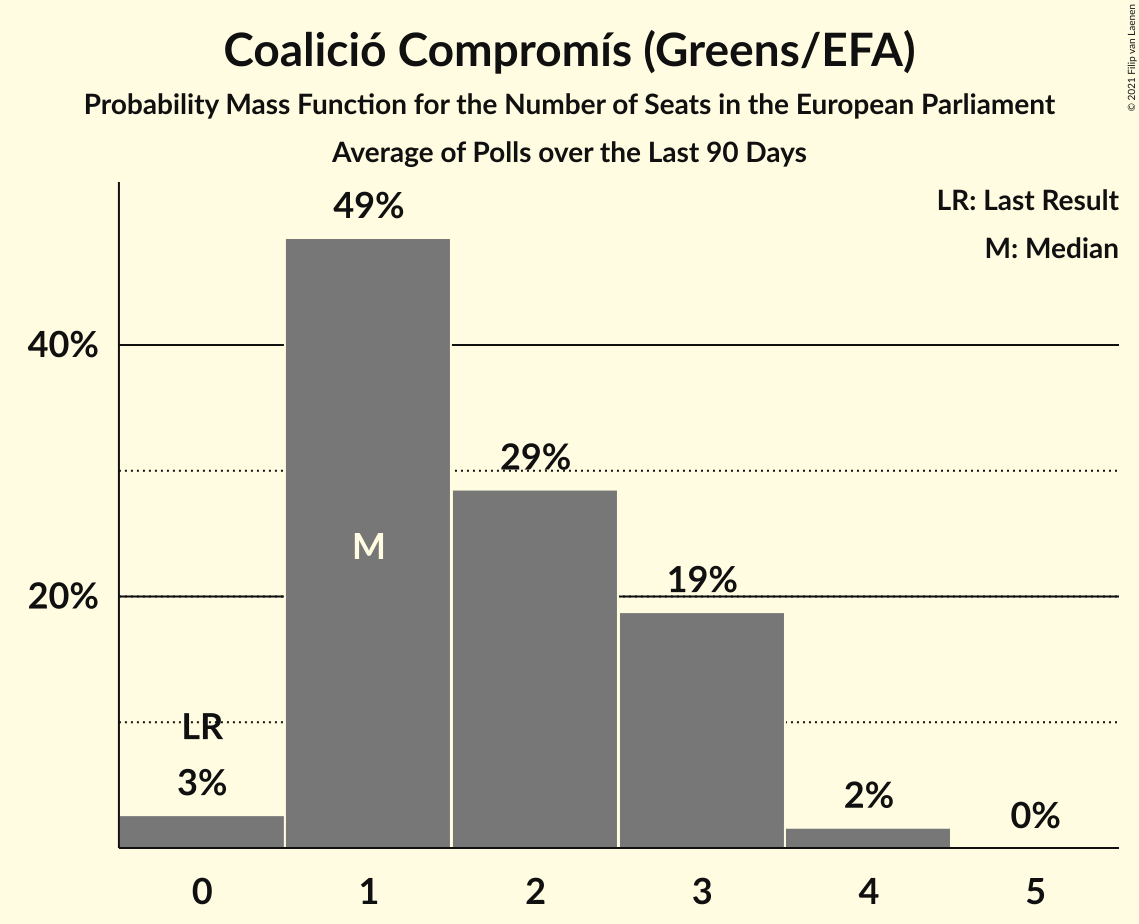 Coalició Compromís (Greens/EFA)
Probability Mass Function for the Number of Seats in the European Parliament
Average of Polls over the Last 90 Days
© 2021 Filip van Laenen
LR: Last Result
M: Median
49%
40%
29%
M
20%
19%
LR
3%
2%
0%
0 1 2 3 4 5